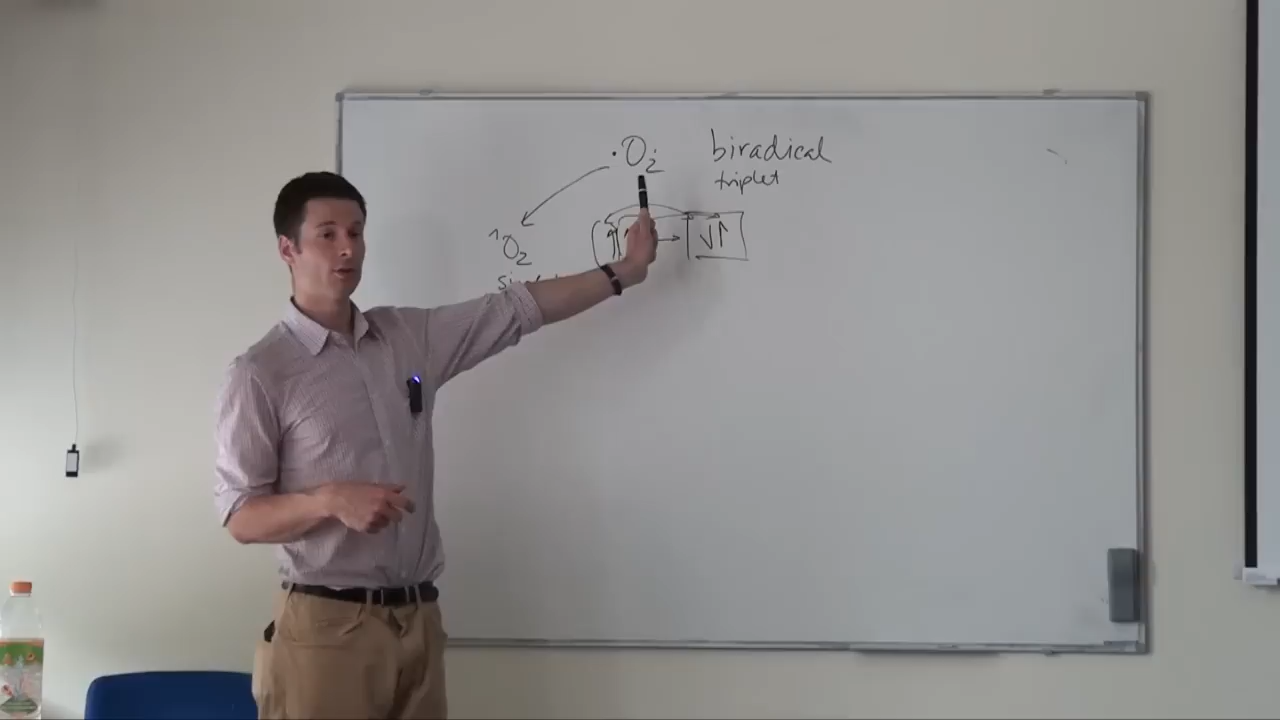 ·O₂· biradical
triplet
¹O₂